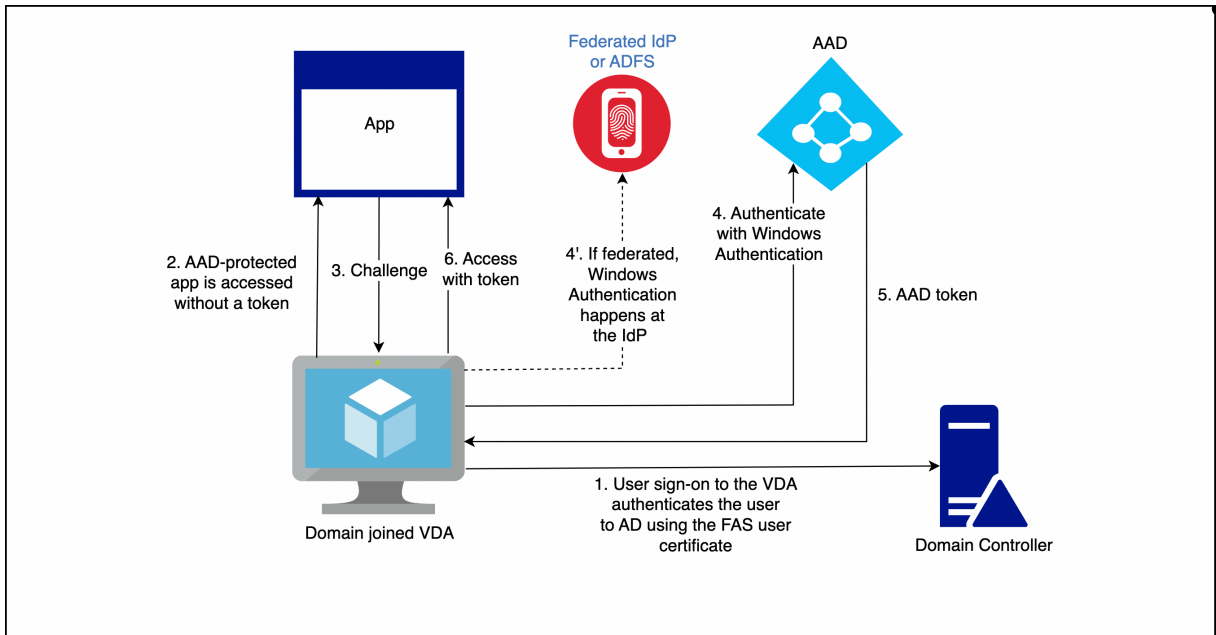 Federated IdP
or ADFS
AAD
App
2. AAD-protected
app is accessed
without a token
3. Challenge
6. Access
with token
4'. If federated,
Windows
Authentication
happens at
the IdP
4. Authenticate
with Windows
Authentication
5. AAD token
1. User sign-on to the VDA
authenticates the user
to AD using the FAS user
certificate
Domain joined VDA
Domain Controller